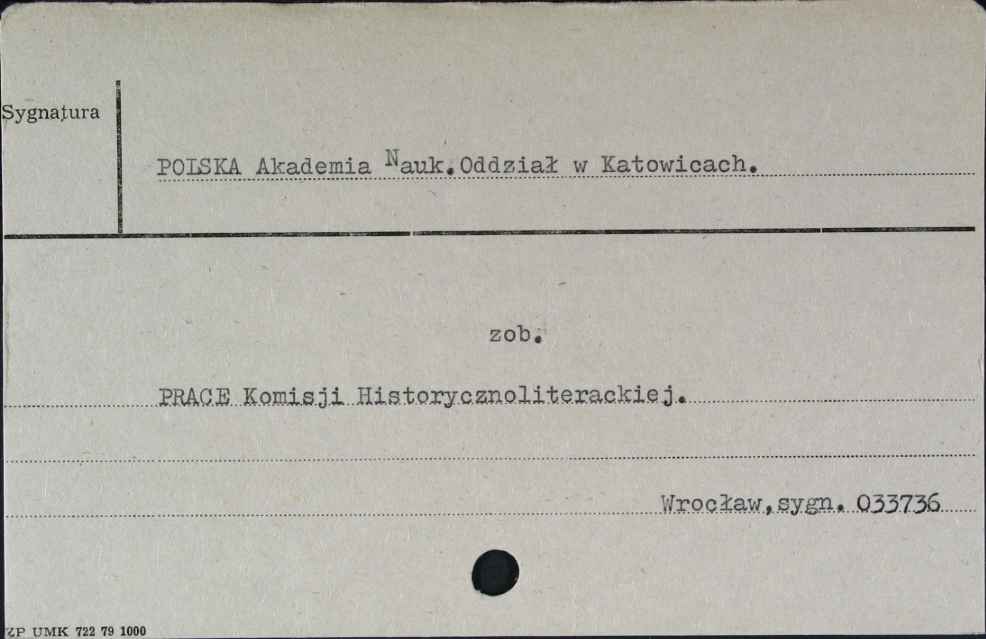 Sygnatura
POLSKA Akademia Nauk. Oddział w Katowicach.
zob.
PRACE Komisji Historycznoliterackiej.
Wrocław, sygn. 033736
ZP UMK 722 79 1000